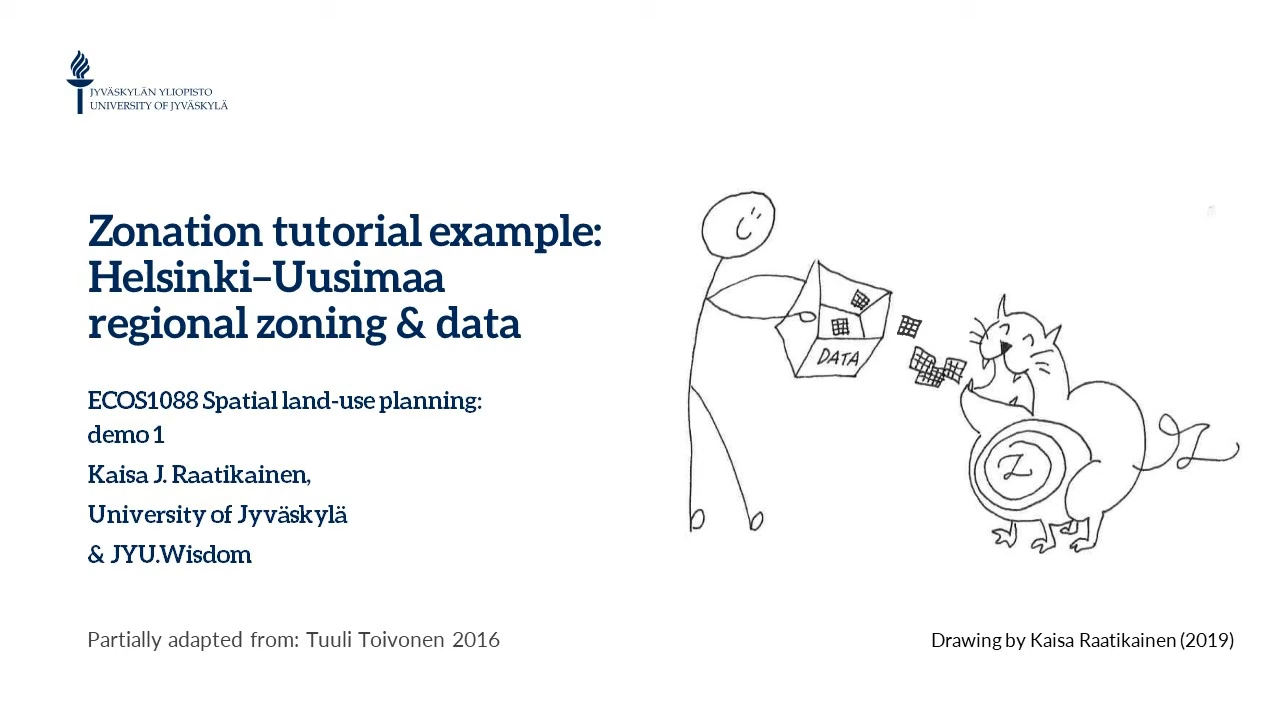 JYVÄSKYLÄN YLIOPISTO
UNIVERSITY OF JYVÄSKYLÄ
Zonation tutorial example:
Helsinki–Uusimaa
regional zoning & data
ECOS1088 Spatial land-use planning:
demo 1
Kaisa J. Raatikainen,
University of Jyväskylä
& JYU.Wisdom
DATA
Z
Z
Partially adapted from: Tuuli Toivonen 2016
Drawing by Kaisa Raatikainen (2019)